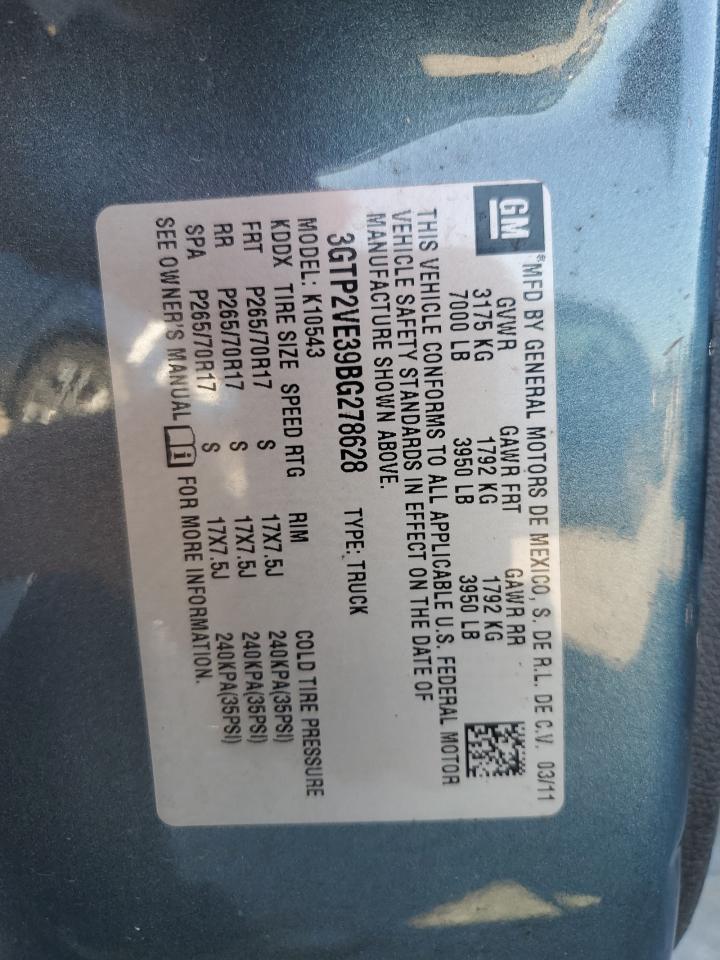 GM ® MFD BY GENERAL MOTORS DE MEXICO, S. DE R.L. DE C.V. 03/11
GVWR GAWR FRT GAWR RR
3175 KG 1792 KG 1792 KG
7000 LB 3950 LB 3950 LB
THIS VEHICLE CONFORMS TO ALL APPLICABLE U.S. FEDERAL MOTOR
VEHICLE SAFETY STANDARDS IN EFFECT ON THE DATE OF
MANUFACTURE SHOWN ABOVE.
3GTP2VE39BG278628 TYPE: TRUCK
MODEL: K10543
KDDX TIRE SIZE SPEED RTG RIM COLD TIRE PRESSURE
FRT P265/70R17 S 17X7.5J 240KPA(35PSI)
RR P265/70R17 S 17X7.5J 240KPA(35PSI)
SPA P265/70R17 S 17X7.5J 240KPA(35PSI)
SEE OWNER'S MANUAL i FOR MORE INFORMATION.